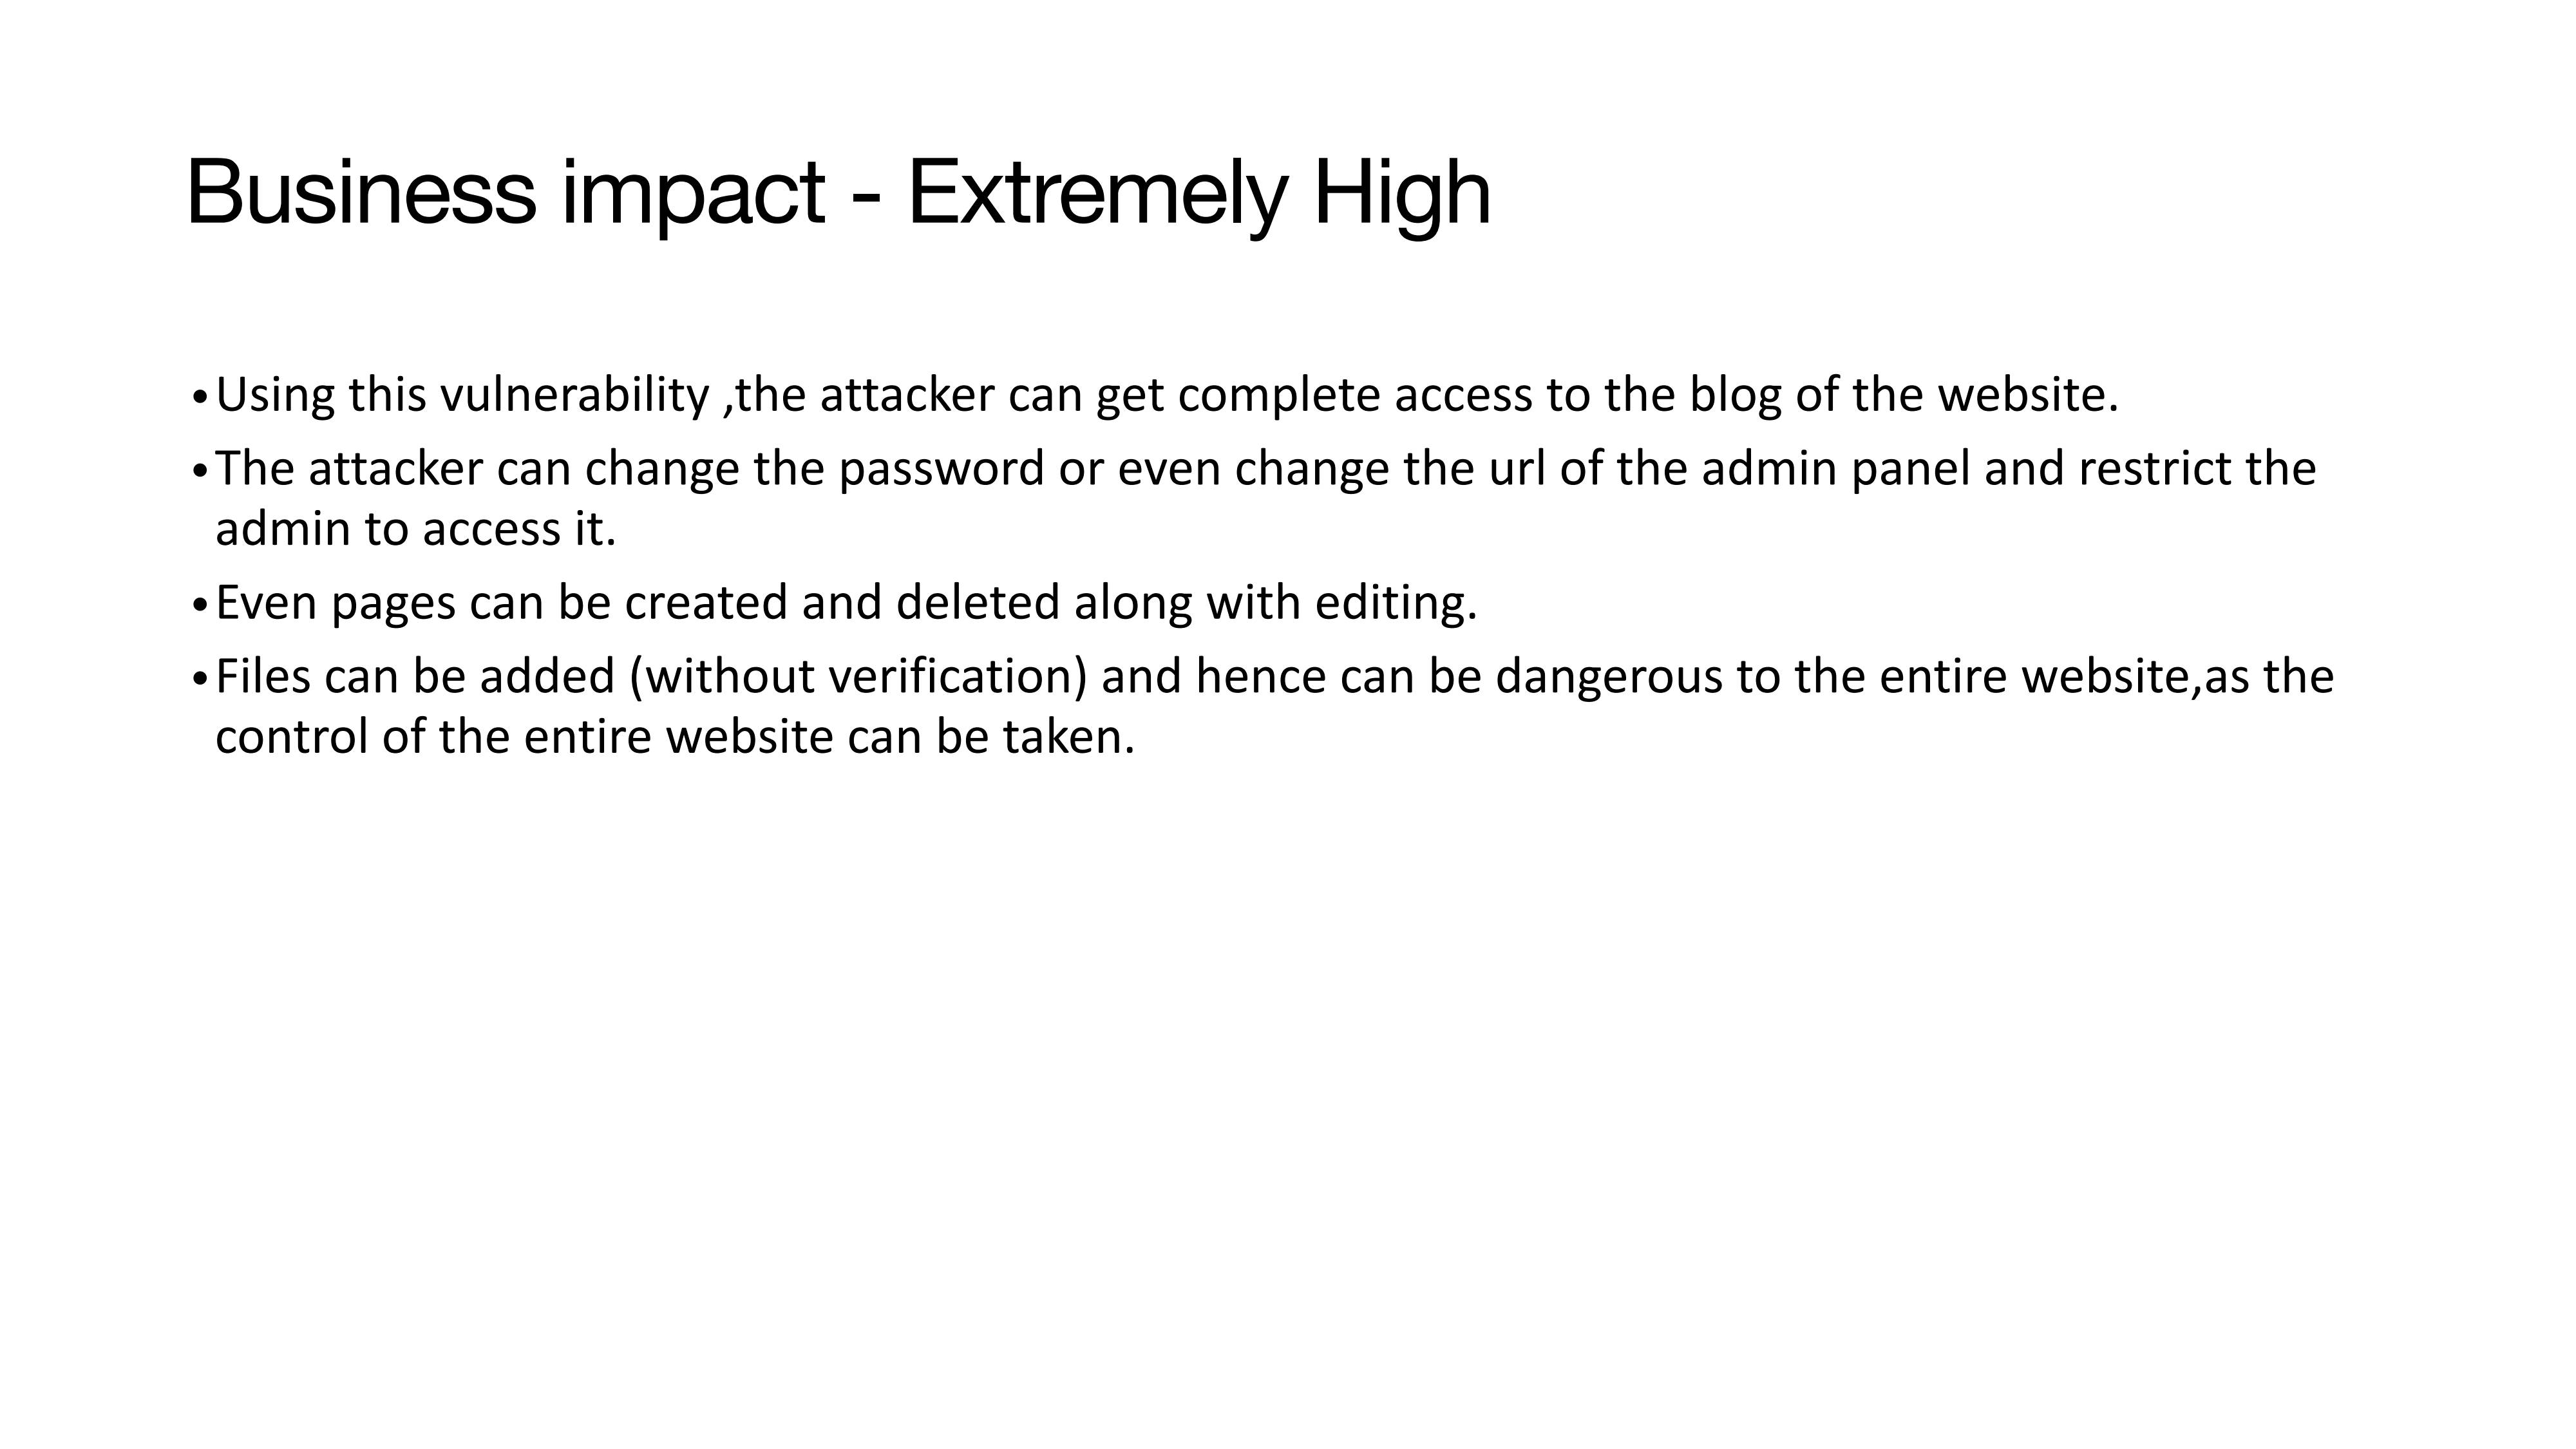 Business impact - Extremely High
•Using this vulnerability ,the attacker can get complete access to the blog of the website.
•The attacker can change the password or even change the url of the admin panel and restrict the
admin to access it.
•Even pages can be created and deleted along with editing.
•Files can be added (without verification) and hence can be dangerous to the entire website,as the
control of the entire website can be taken.